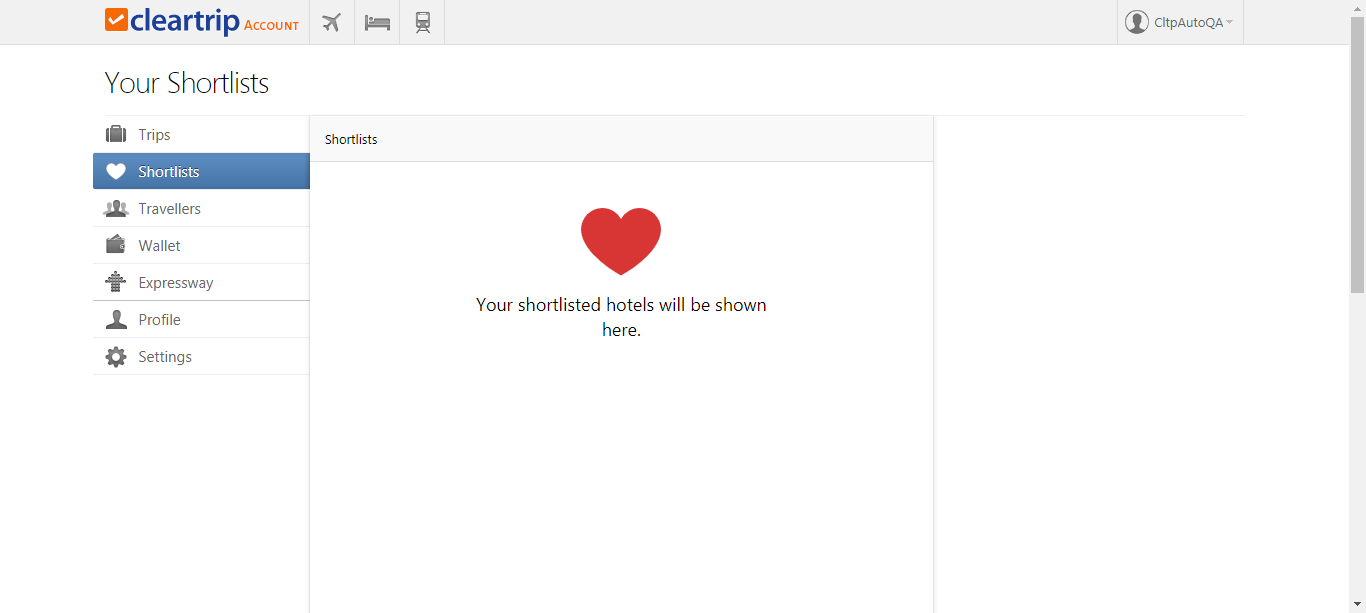 cleartrip ACCOUNT
CltpAutoQA
Your Shortlists
Trips
Shortlists
Travellers
Wallet
Expressway
Profile
Settings
Shortlists
Your shortlisted hotels will be shown
here.